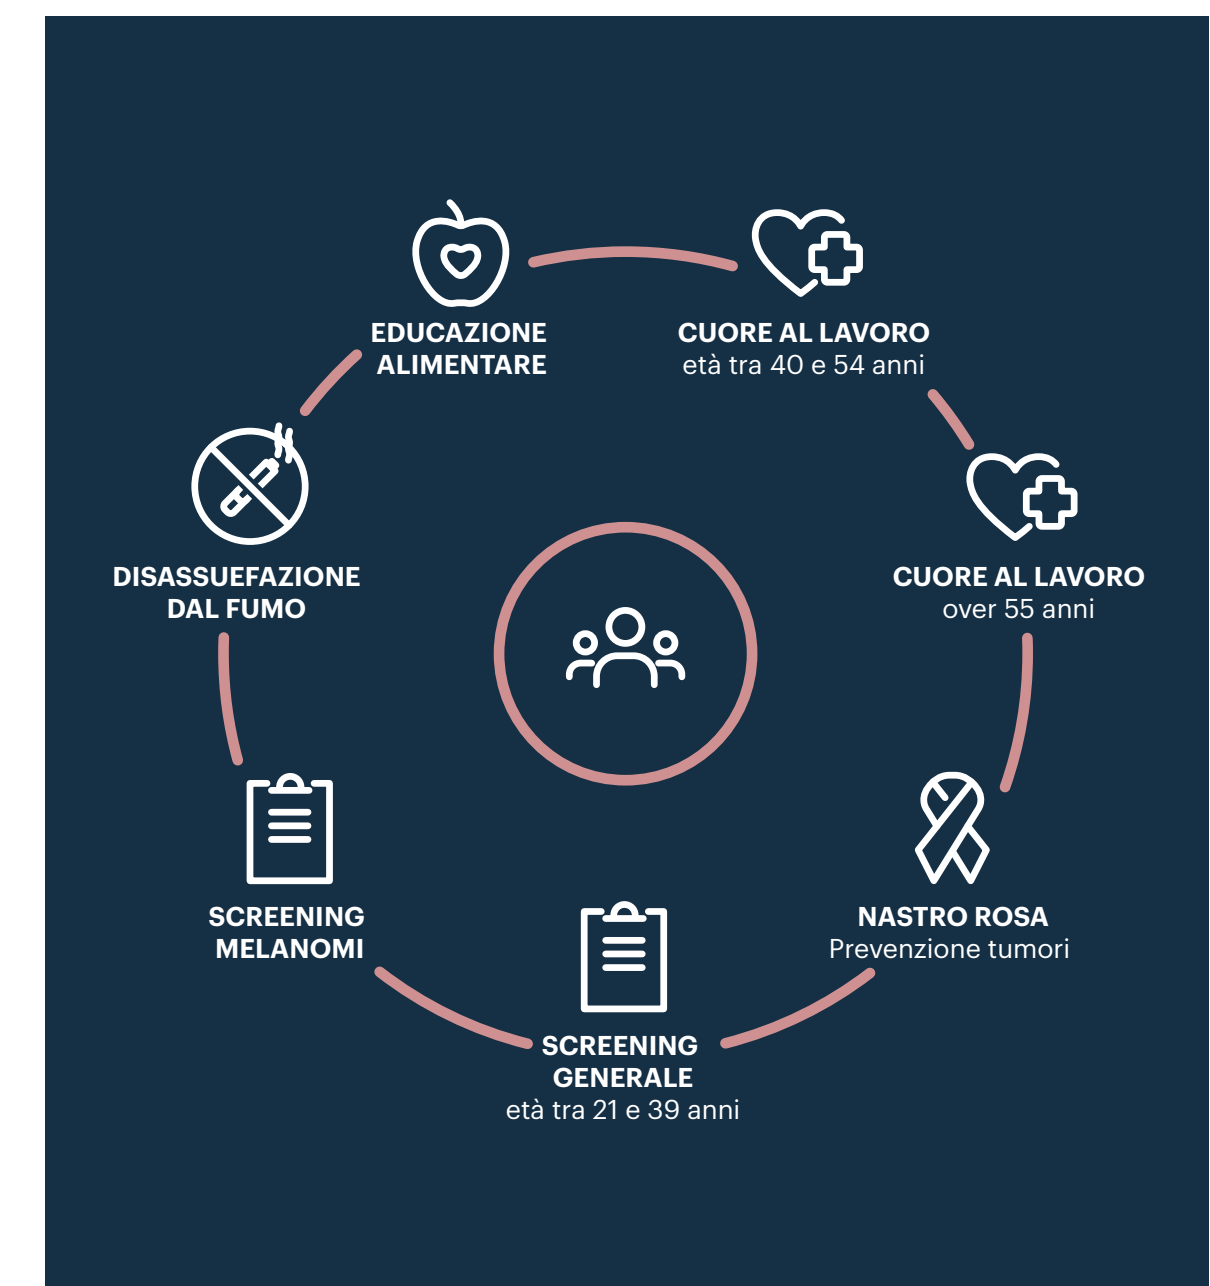 EDUCAZIONE
ALIMENTARE
CUORE AL LAVORO
età tra 40 e 54 anni
DISASSUEFAZIONE
DAL FUMO
CUORE AL LAVORO
over 55 anni
SCREENING
MELANOMI
NASTRO ROSA
Prevenzione tumori
SCREENING
GENERALE
età tra 21 e 39 anni